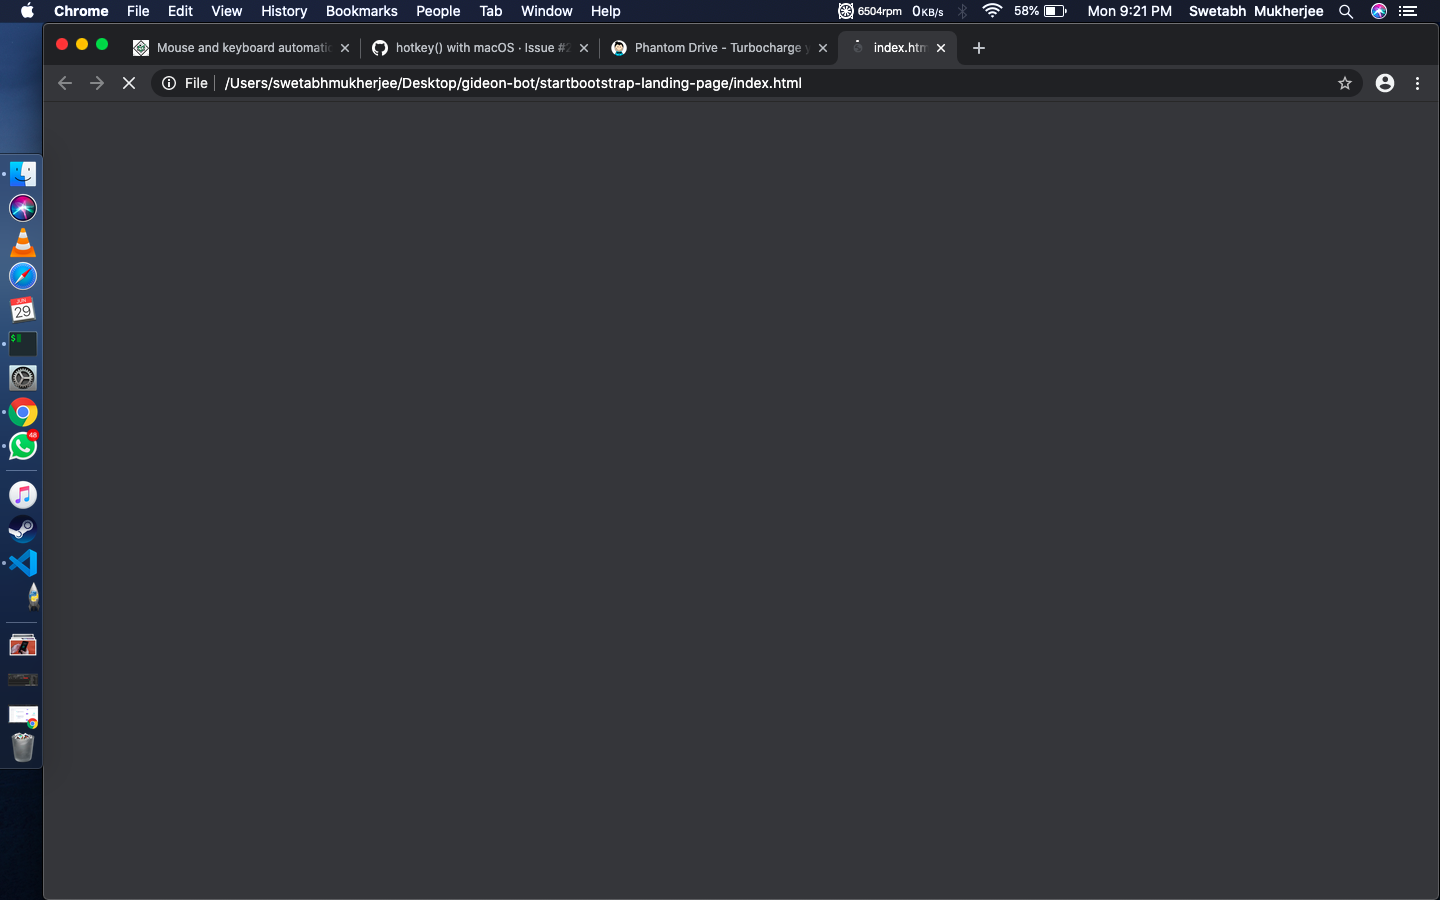 Chrome File Edit View History Bookmarks People Tab Window Help 6504rpm 0KB/s 58% Mon 9:21 PM Swetabh Mukherjee
Mouse and keyboard automati hotkey() with macOS · Issue #2 Phantom Drive - Turbocharge index.htm
File /Users/swetabhmukherjee/Desktop/gideon-bot/startbootstrap-landing-page/index.html
JUN
29
$
48